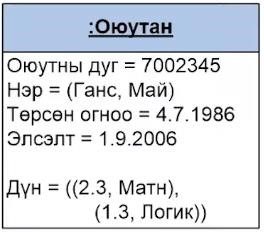 :Оюутан
Оюутны дуг = 7002345
Нэр = (Ганс, Май)
Төрсөн огноо = 4.7.1986
Элсэлт = 1.9.2006
Дүн = ((2.3, Матн),
(1.3, Логик))